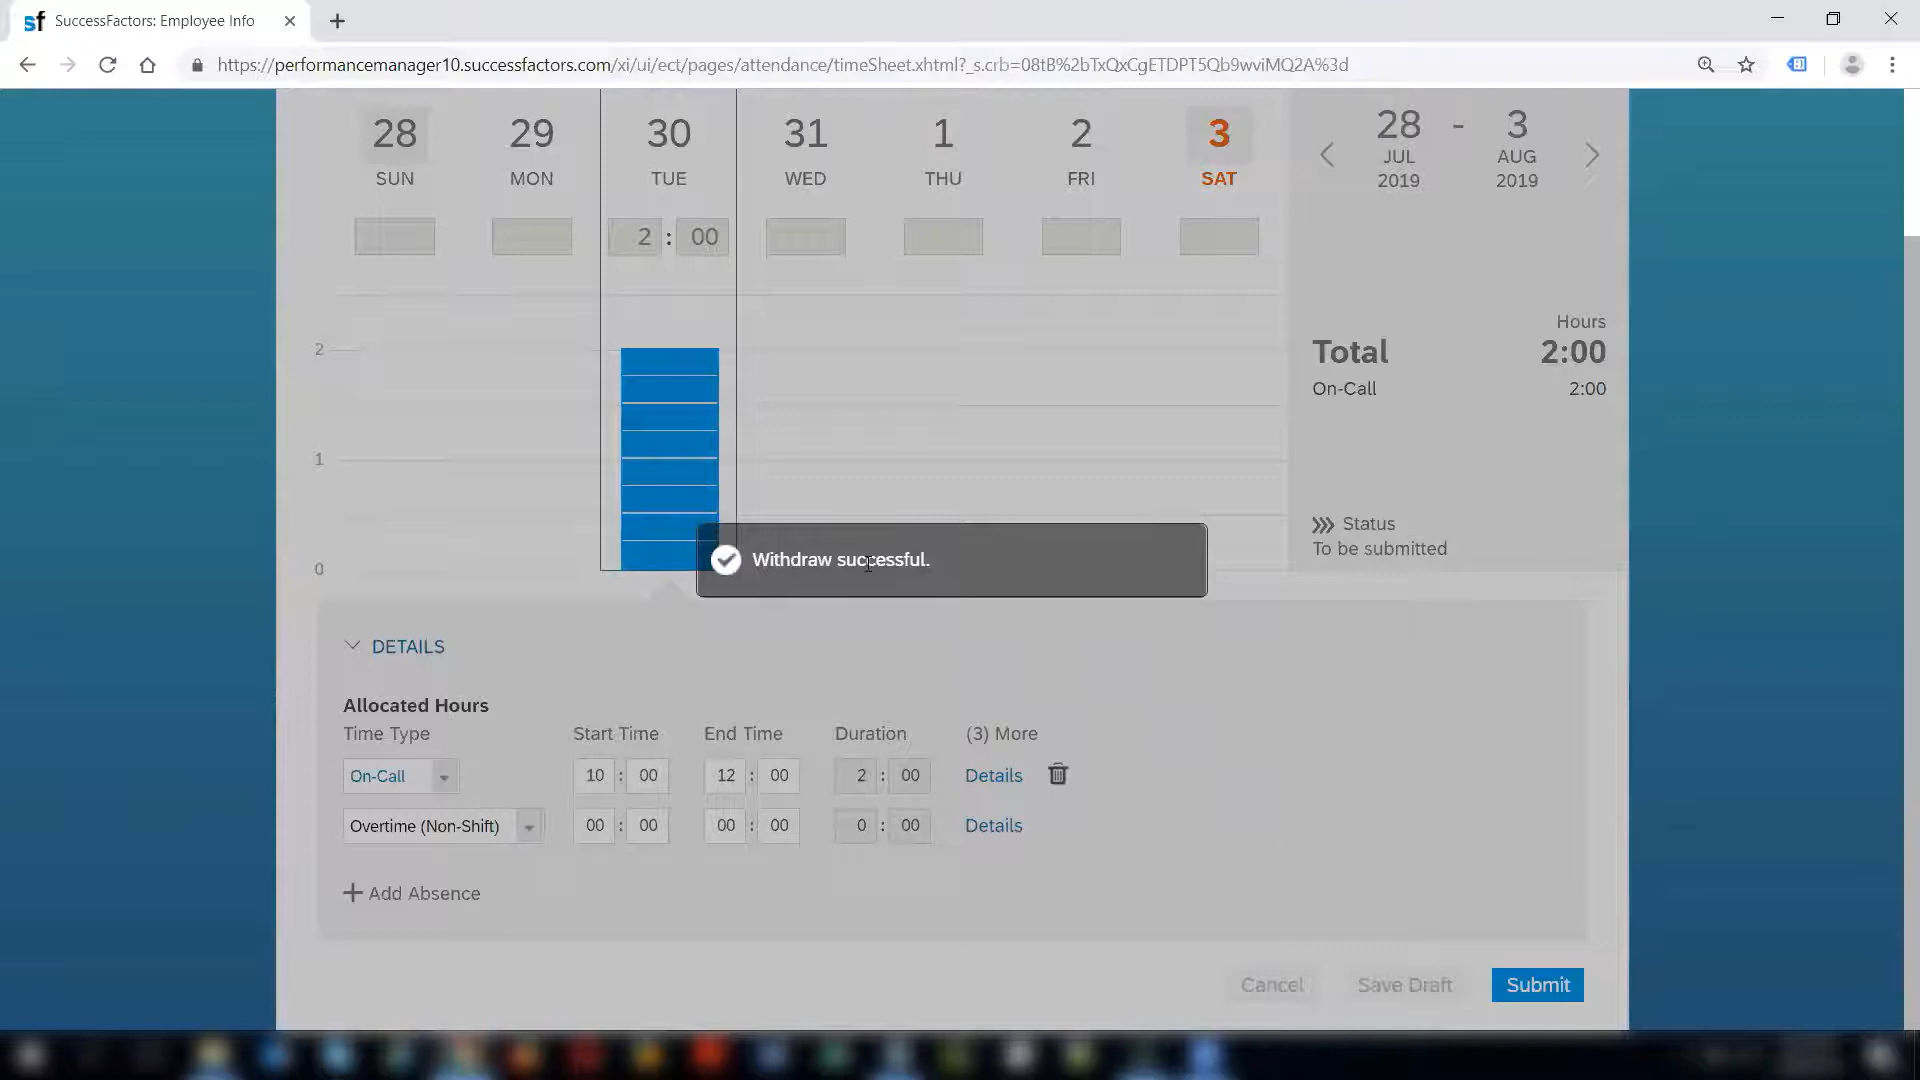 sf SuccessFactors: Employee Info
https://performancemanager10.successfactors.com/xi/ui/ect/pages/attendance/timeSheet.xhtml?_s.crb=08tB%2bTxQxCgETDPT5Qb9wviMQ2A%3d
28 29 30 31 1 2 3
SUN MON TUE WED THU FRI SAT
2 : 00
28 - 3
JUL AUG
2019 2019
2
1
0
Hours
Total 2:00
On-Call 2:00
Status
To be submitted
Withdraw successful.
DETAILS
Allocated Hours
Time Type Start Time End Time Duration (3) More
On-Call 10 : 00 12 : 00 2 : 00 Details
Overtime (Non-Shift) 00 : 00 00 : 00 0 : 00 Details
Add Absence
Cancel Save Draft Submit